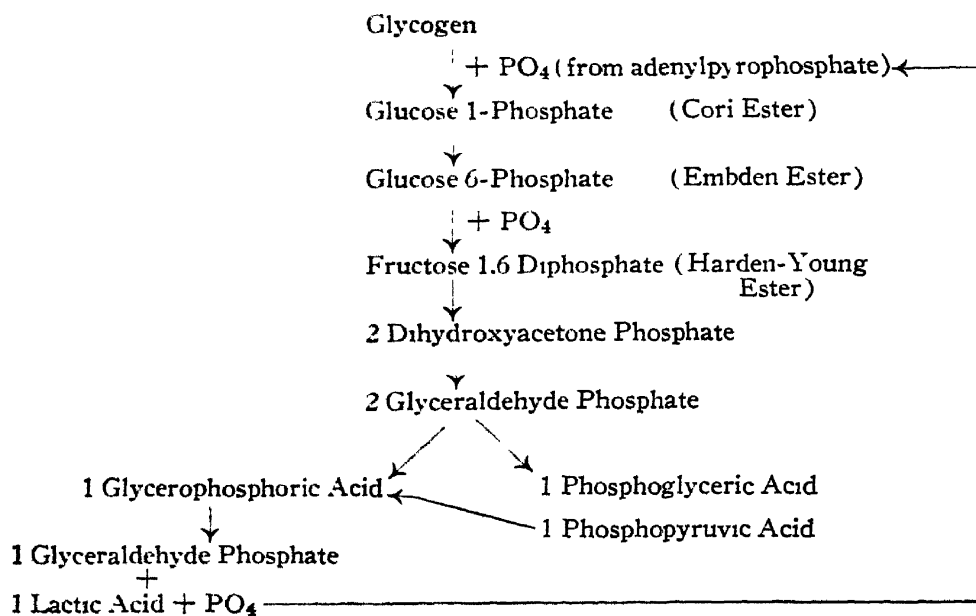 Glycogen
+ PO₄ (from adenylpyrophosphate)
Glucose 1-Phosphate (Cori Ester)
Glucose 6-Phosphate (Embden Ester)
+ PO₄
Fructose 1.6 Diphosphate (Harden-Young
Ester)
2 Dihydroxyacetone Phosphate
2 Glyceraldehyde Phosphate
1 Glycerophosphoric Acid 1 Phosphoglyceric Acid
1 Phosphopyruvic Acid
1 Glyceraldehyde Phosphate
+
1 Lactic Acid + PO₄